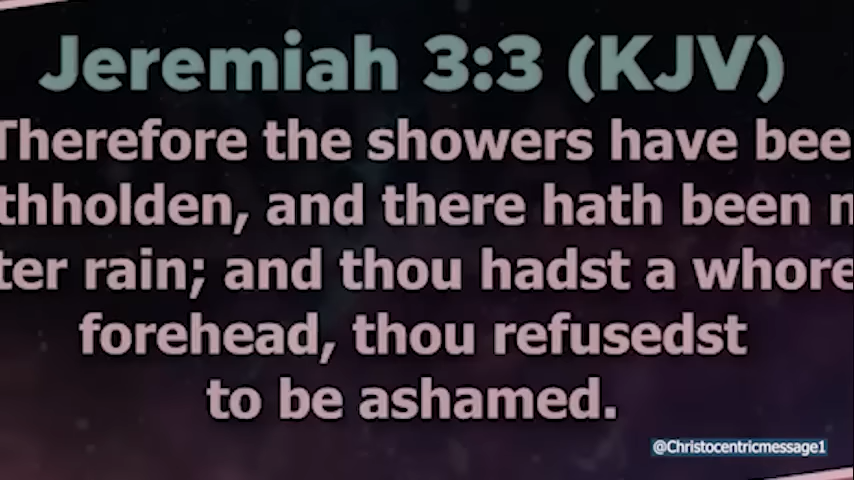 Jeremiah 3:3 (KJV)
Therefore the showers have bee
thholden, and there hath been n
ter rain; and thou hadst a whore
forehead, thou refusedst
to be ashamed.
@Christocentricmessage1